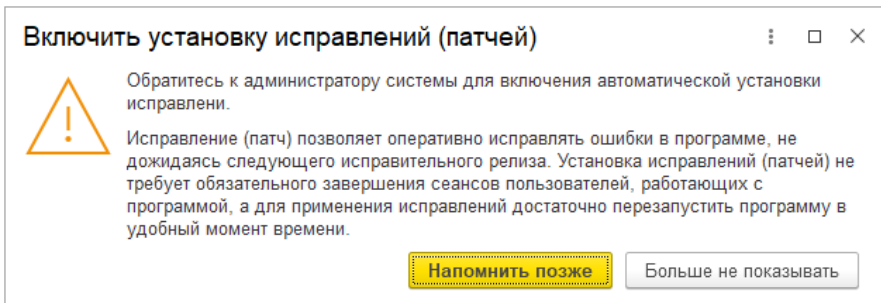 Включить установку исправлений (патчей)
Обратитесь к администратору системы для включения автоматической установки
исправлени.
Исправление (патч) позволяет оперативно исправлять ошибки в программе, не
дожидаясь следующего исправительного релиза. Установка исправлений (патчей) не
требует обязательного завершения сеансов пользователей, работающих с
программой, а для применения исправлений достаточно перезапустить программу в
удобный момент времени.
Напомнить позже
Больше не показывать